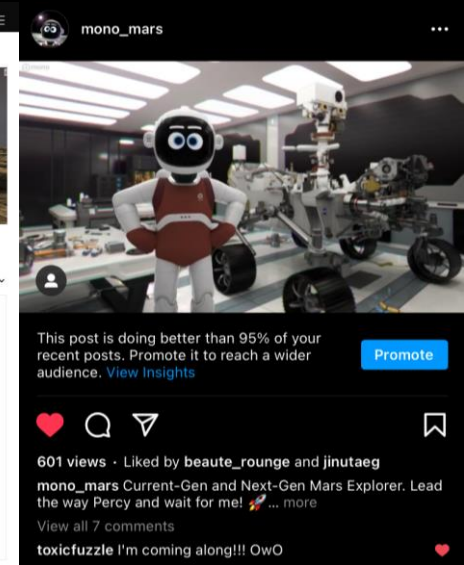 mono_mars
This post is doing better than 95% of your
recent posts. Promote it to reach a wider
audience. View Insights
Promote
601 views · Liked by beaute_rounge and jinutaeg
mono_mars Current-Gen and Next-Gen Mars Explorer. Lead
the way Percy and wait for me! 🚀... more
View all 7 comments
toxicfuzzle I'm coming along!!! OwO